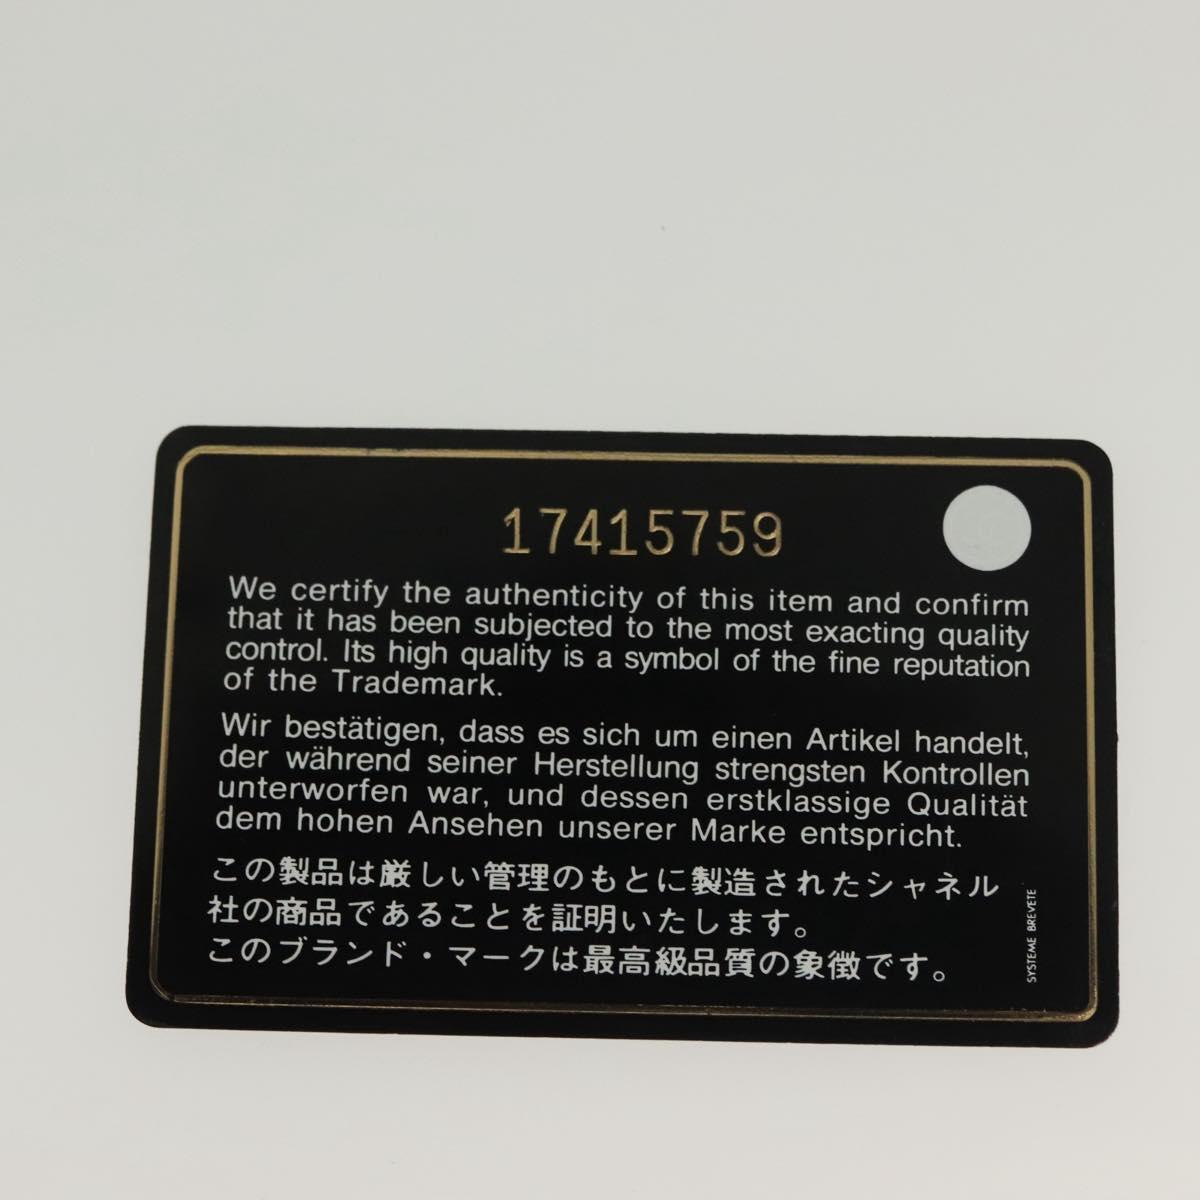 17415759
We certify the authenticity of this item and confirm
that it has been subjected to the most exacting quality
control. Its high quality is a symbol of the fine reputation
of the Trademark.
Wir bestätigen, dass es sich um einen Artikel handelt,
der während seiner Herstellung strengsten Kontrollen
unterworfen war, und dessen erstklassige Qualität
dem hohen Ansehen unserer Marke entspricht.
この製品は厳しい管理のもとに製造されたシャネル
社の商品であることを証明いたします。
このブランド・マークは最高級品質の象徴です。
SYSTEME BREVETE